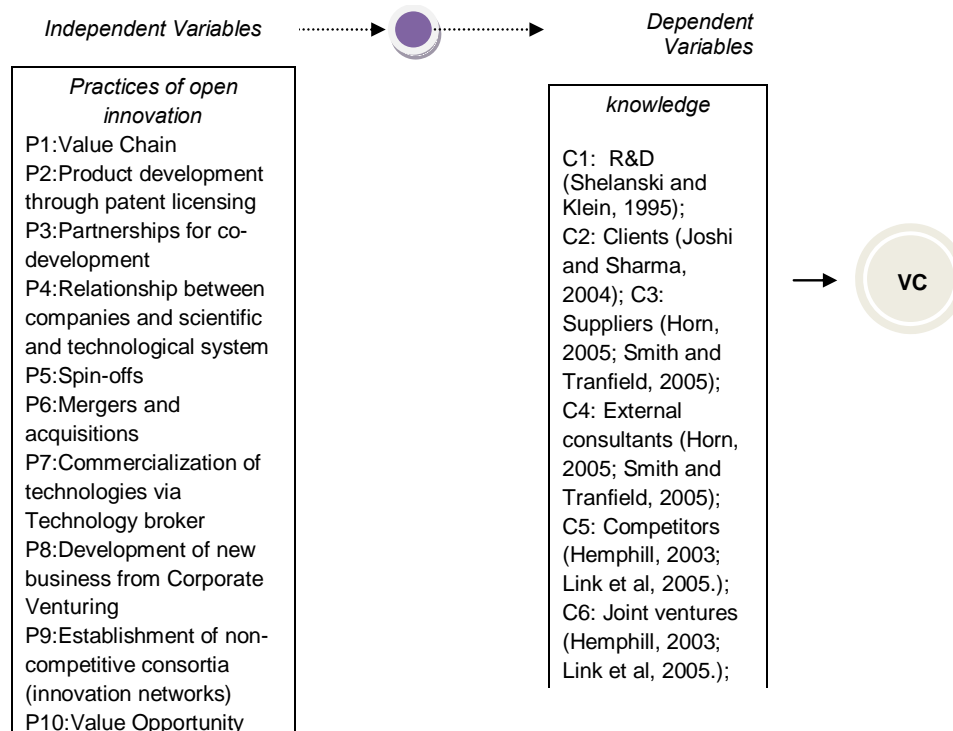 Independent Variables
Dependent
Variables
Practices of open
innovation
P1:Value Chain
P2:Product development
through patent licensing
P3:Partnerships for co-
development
P4:Relationship between
companies and scientific
and technological system
P5:Spin-offs
P6:Mergers and
acquisitions
P7:Commercialization of
technologies via
Technology broker
P8:Development of new
business from Corporate
Venturing
P9:Establishment of non-
competitive consortia
(innovation networks)
P10:Value Opportunity
knowledge
C1: R&D
(Shelanski and
Klein, 1995);
C2: Clients (Joshi
and Sharma,
2004); C3:
Suppliers (Horn,
2005; Smith and
Tranfield, 2005);
C4: External
consultants (Horn,
2005; Smith and
Tranfield, 2005);
C5: Competitors
(Hemphill, 2003;
Link et al, 2005.);
C6: Joint ventures
(Hemphill, 2003;
Link et al, 2005.);
VC